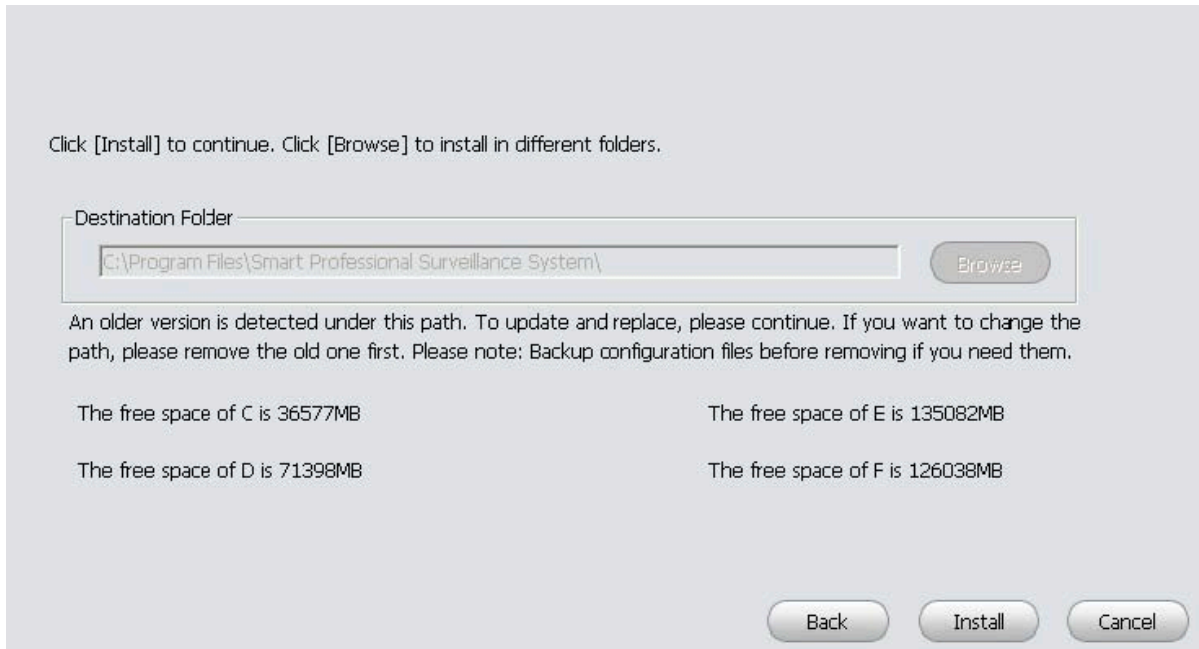 Click [Install] to continue. Click [Browse] to install in different folders.
Destination Folder
C:\Program Files\Smart Professional Surveillance System\
Browse
An older version is detected under this path. To update and replace, please continue. If you want to change the
path, please remove the old one first. Please note: Backup configuration files before removing if you need them.
The free space of C is 36577MB
The free space of E is 135082MB
The free space of D is 71398MB
The free space of F is 126038MB
Back
Install
Cancel